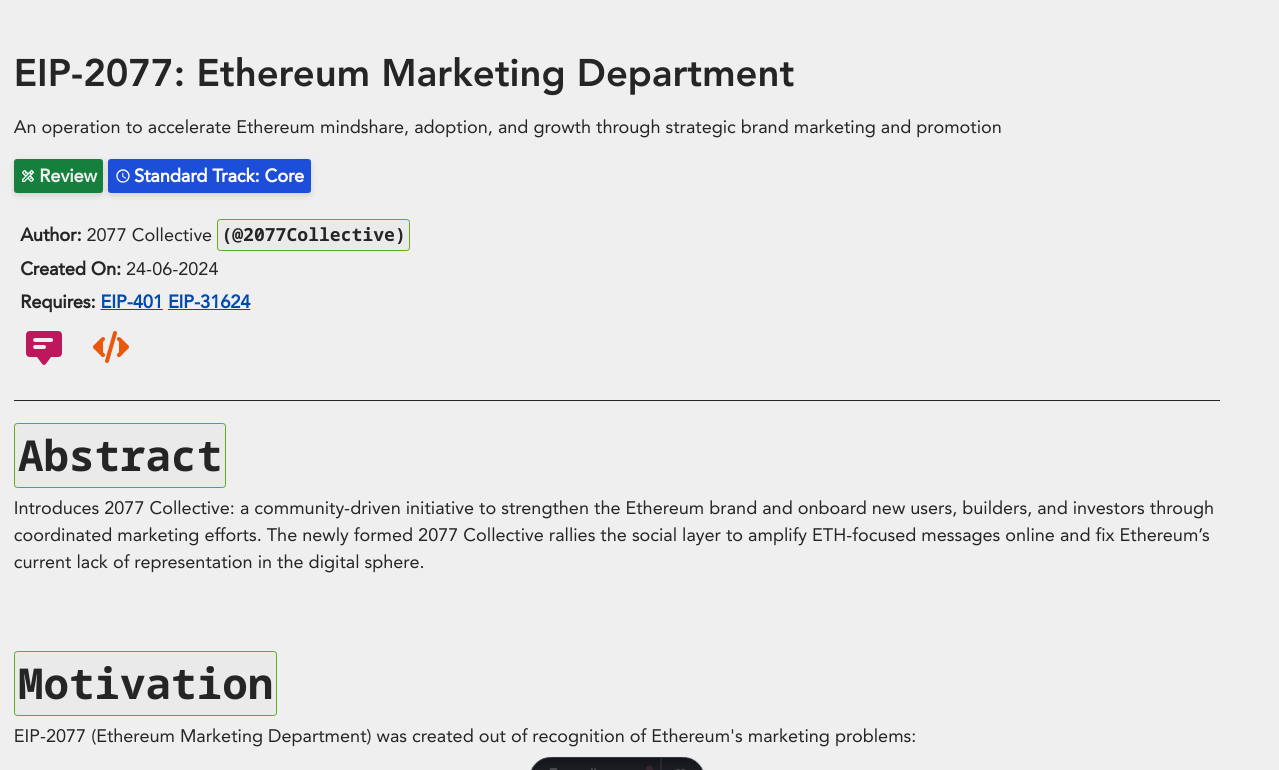 EIP-2077: Ethereum Marketing Department
An operation to accelerate Ethereum mindshare, adoption, and growth through strategic brand marketing and promotion
Review Standard Track: Core
Author: 2077 Collective (@2077Collective)
Created On: 24-06-2024
Requires: EIP-401 EIP-31624
Abstract
Introduces 2077 Collective: a community-driven initiative to strengthen the Ethereum brand and onboard new users, builders, and investors through
coordinated marketing efforts. The newly formed 2077 Collective rallies the social layer to amplify ETH-focused messages online and fix Ethereum’s
current lack of representation in the digital sphere.
Motivation
EIP-2077 (Ethereum Marketing Department) was created out of recognition of Ethereum's marketing problems: